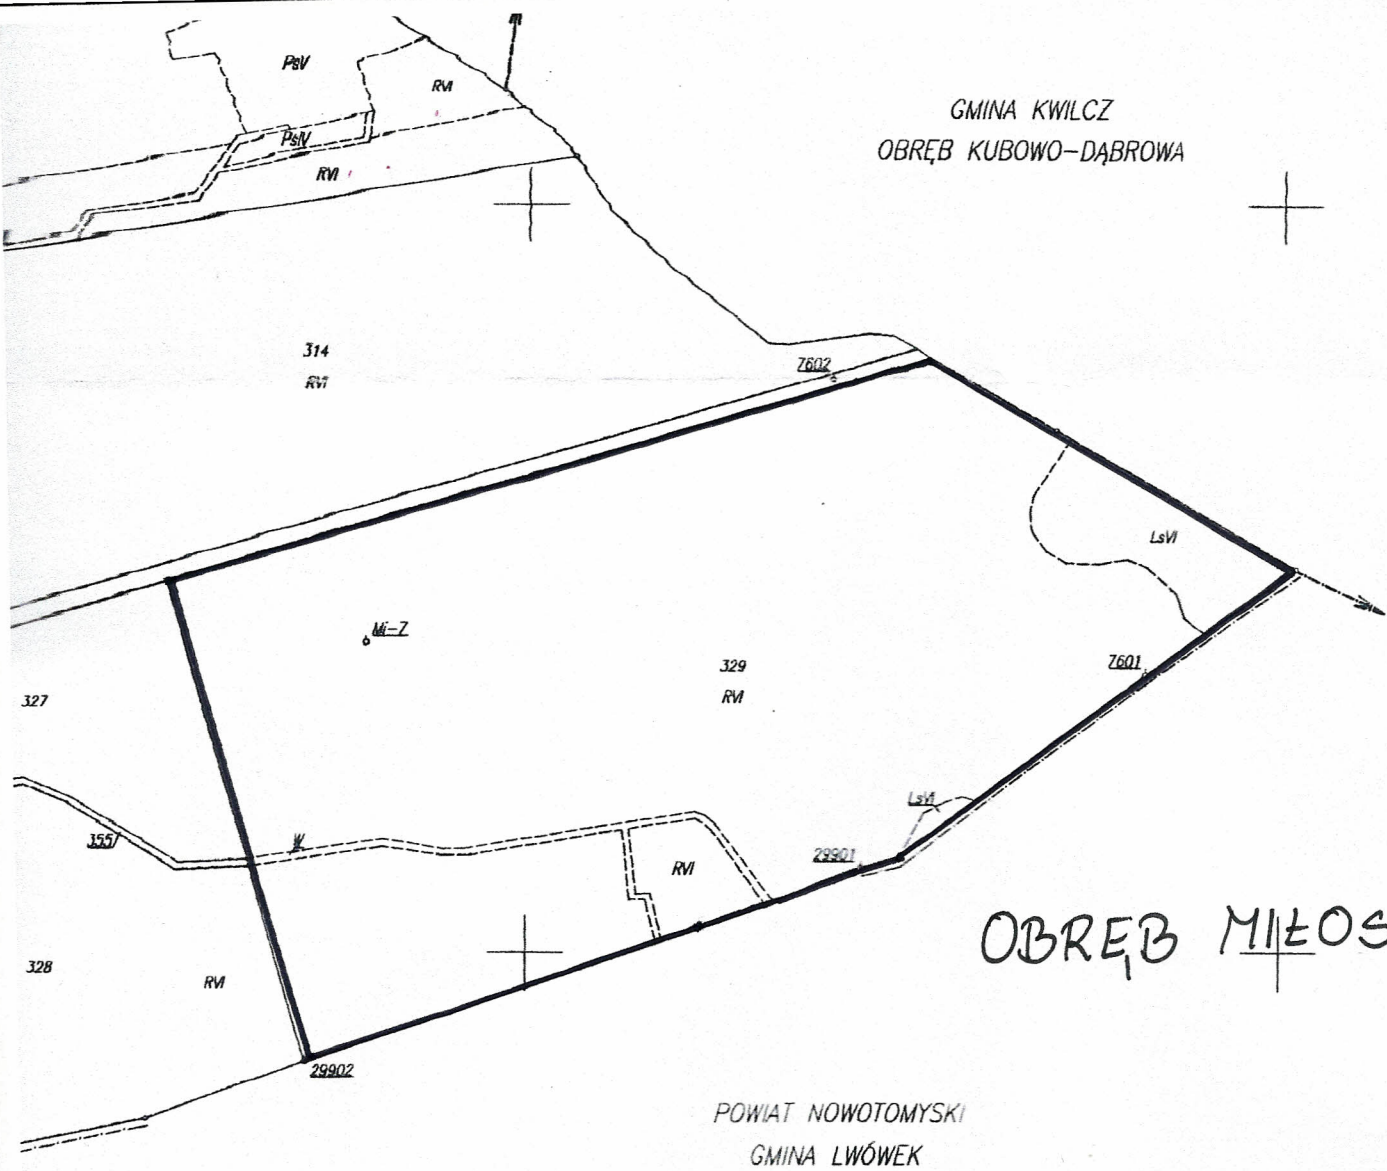 PsV
RVI
GMINA KWILCZ
OBRĘB KUBOWO-DĄBROWA
PsIV
RVI
314
RVI
7602
LsVI
Mi-Z
329
RVI
7601
327
355/
W
LsVI
29901
RVI
OBRĘB MIŁOS
328
RVI
29902
POWIAT NOWOTOMYSKI
GMINA LWÓWEK